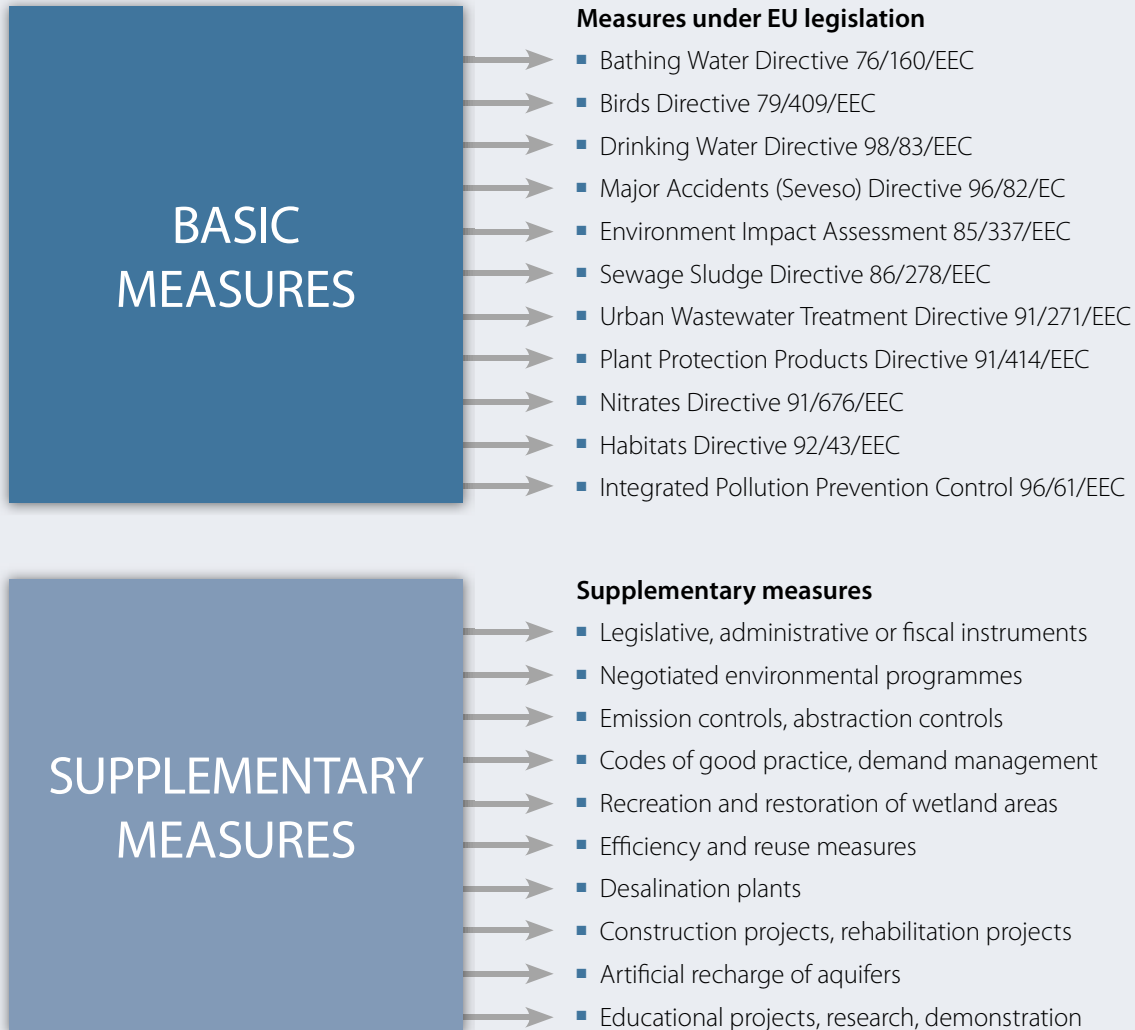 BASIC
MEASURES
Measures under EU legislation
▪ Bathing Water Directive 76/160/EEC
▪ Birds Directive 79/409/EEC
▪ Drinking Water Directive 98/83/EEC
▪ Major Accidents (Seveso) Directive 96/82/EC
▪ Environment Impact Assessment 85/337/EEC
▪ Sewage Sludge Directive 86/278/EEC
▪ Urban Wastewater Treatment Directive 91/271/EEC
▪ Plant Protection Products Directive 91/414/EEC
▪ Nitrates Directive 91/676/EEC
▪ Habitats Directive 92/43/EEC
▪ Integrated Pollution Prevention Control 96/61/EEC
SUPPLEMENTARY
MEASURES
Supplementary measures
▪ Legislative, administrative or fiscal instruments
▪ Negotiated environmental programmes
▪ Emission controls, abstraction controls
▪ Codes of good practice, demand management
▪ Recreation and restoration of wetland areas
▪ Efficiency and reuse measures
▪ Desalination plants
▪ Construction projects, rehabilitation projects
▪ Artificial recharge of aquifers
▪ Educational projects, research, demonstration